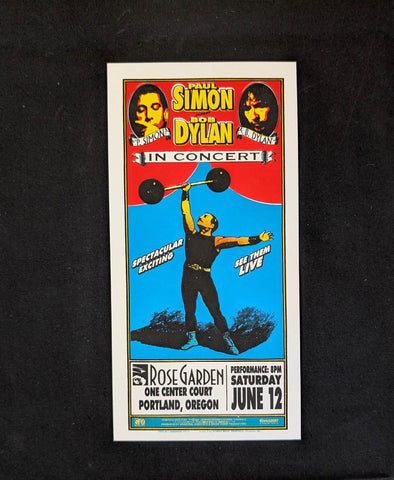 PAUL
SIMON
BOB
DYLAN
P. SIMON
B. DYLAN
IN CONCERT
SPECTACULAR
EXCITING
SEE THEM
LIVE
ROSE GARDEN
ONE CENTER COURT
PORTLAND, OREGON
PERFORMANCE: 8PM
SATURDAY
JUNE 12